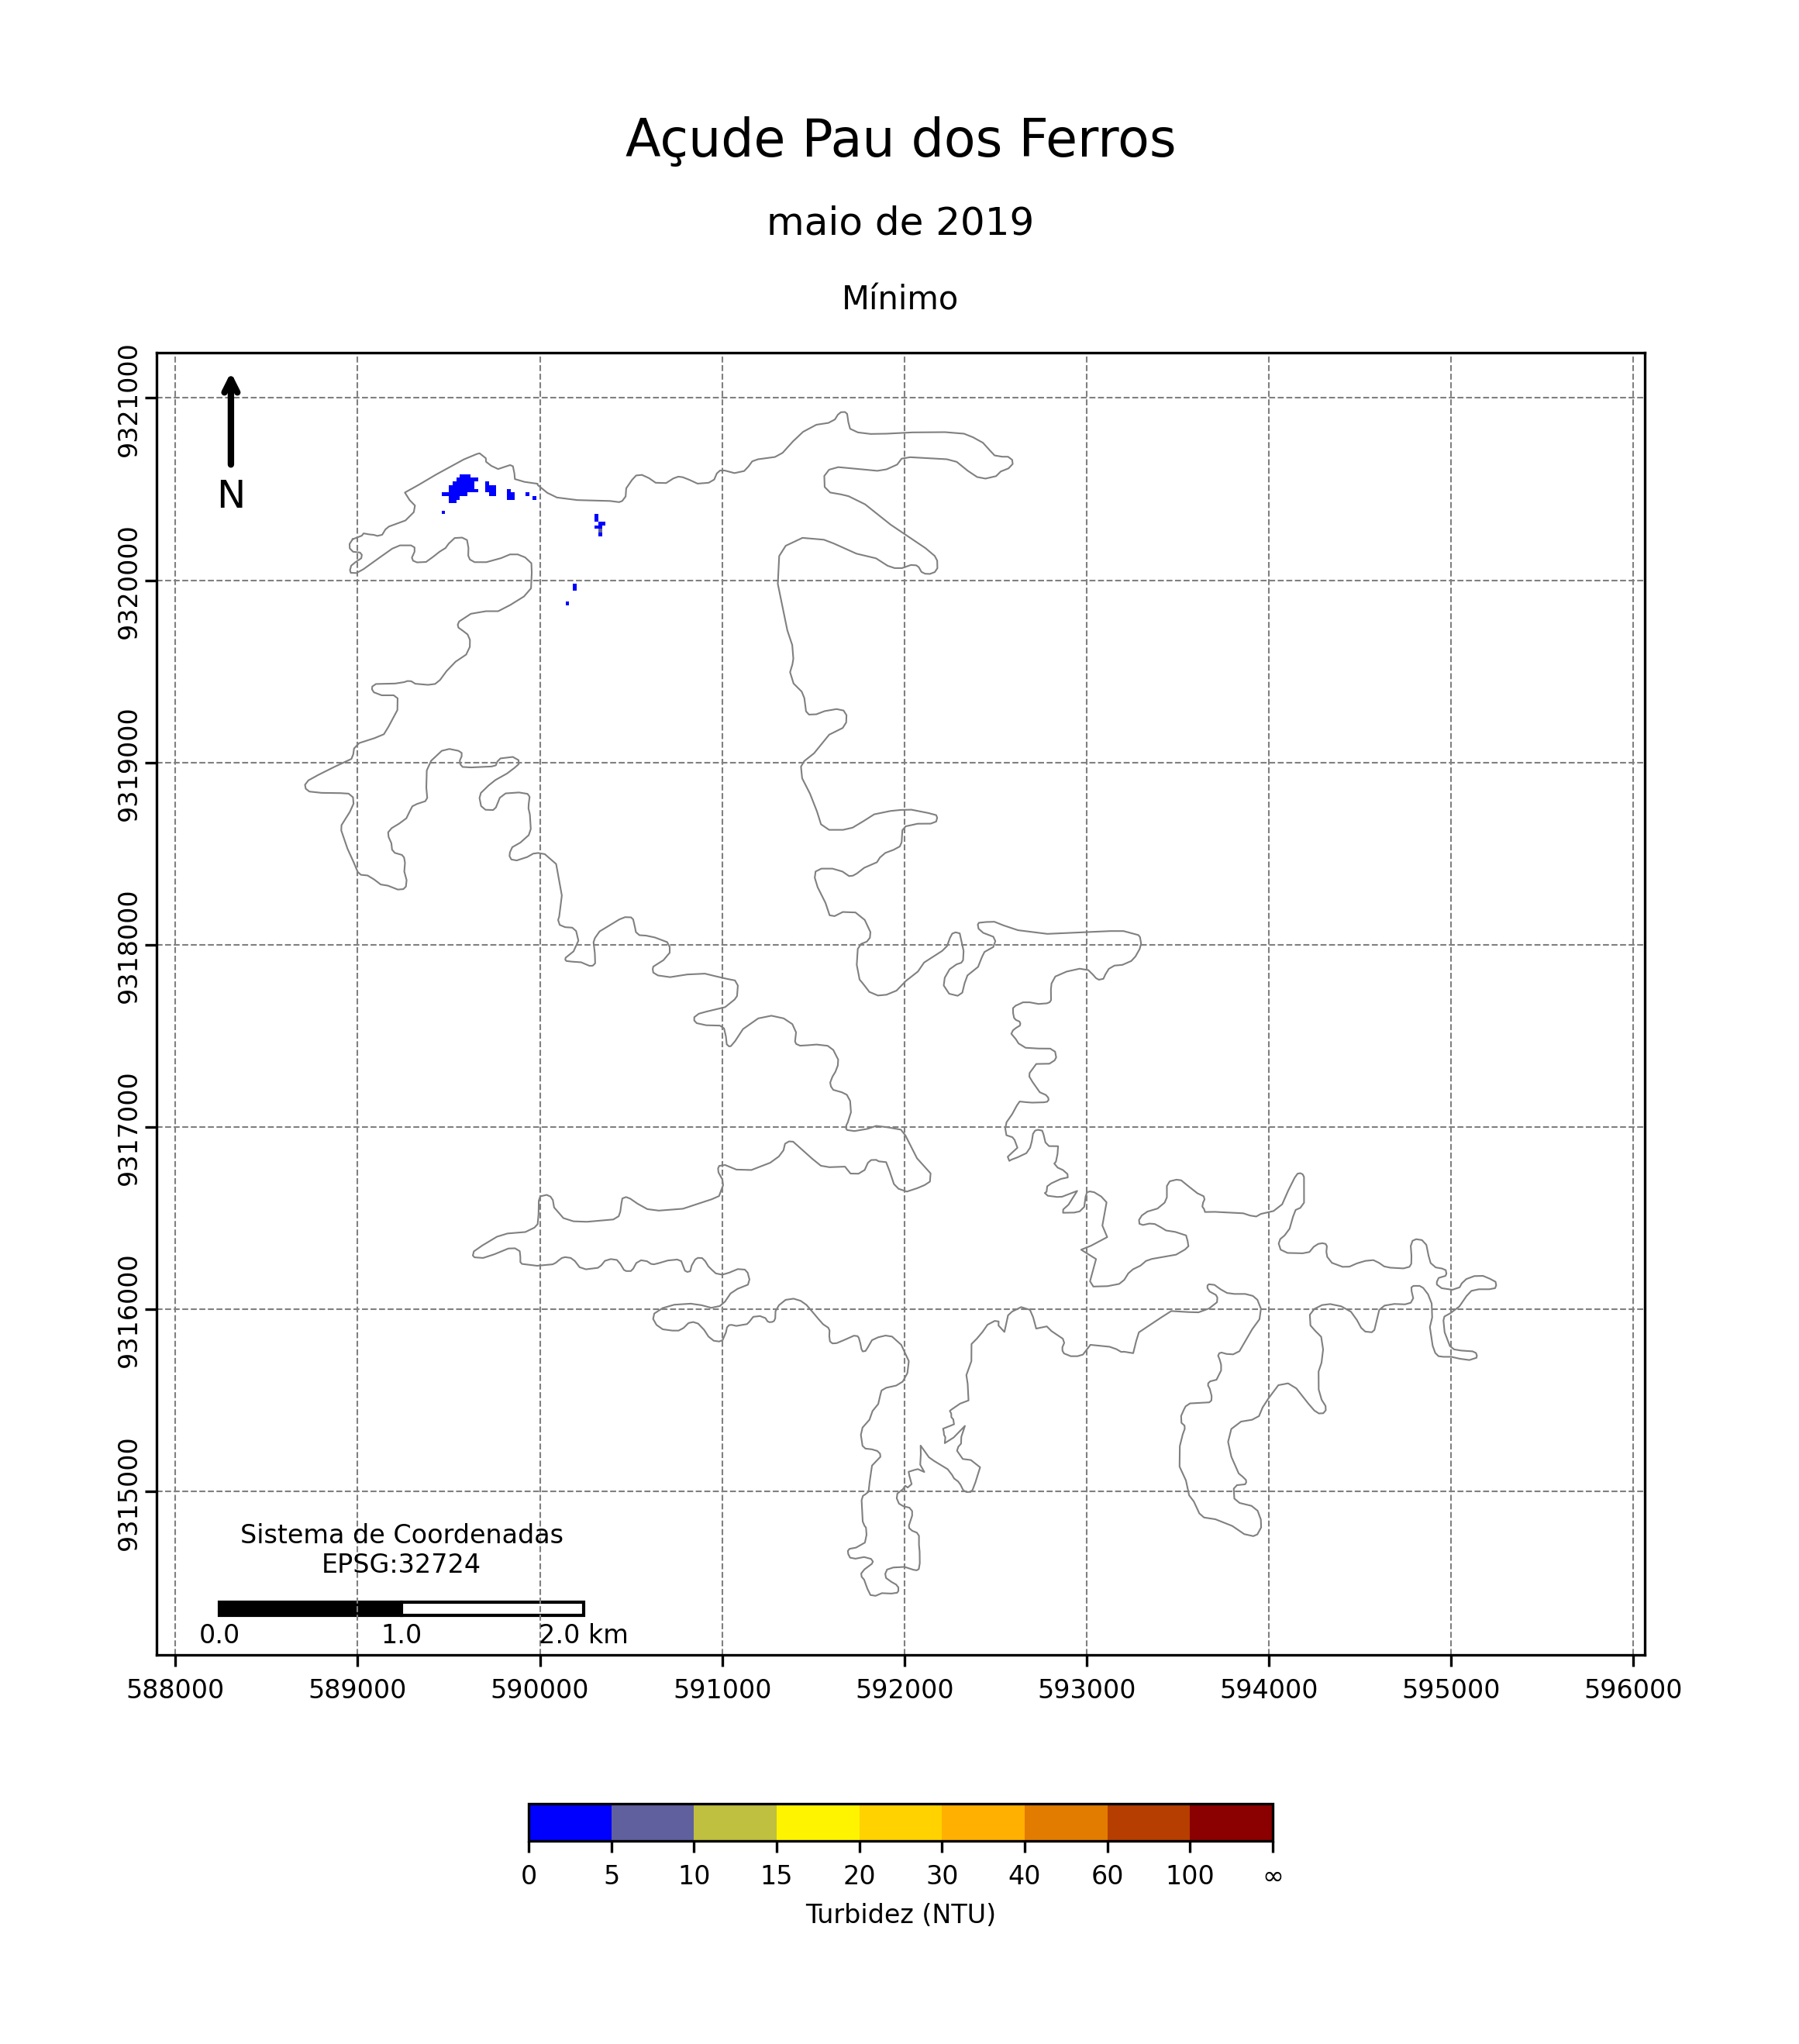 Açude Pau dos Ferros
maio de 2019
Mínimo
N
9321000
9320000
9319000
9318000
9317000
9316000
9315000
Sistema de Coordenadas
EPSG:32724
0.0 1.0 2.0 km
588000 589000 590000 591000 592000 593000 594000 595000 596000
0 5 10 15 20 30 40 60 100 ∞
Turbidez (NTU)